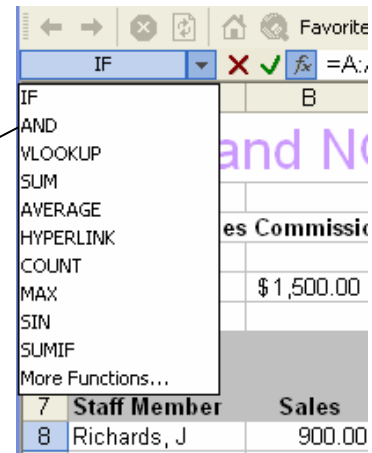 Favorite
IF =A:
IF B
AND
VLOOKUP and N
SUM
AVERAGE
HYPERLINK es Commissio
COUNT
MAX $1,500.00
SIN
SUMIF
More Functions...
7 Staff Member Sales
8 Richards, J 900.00